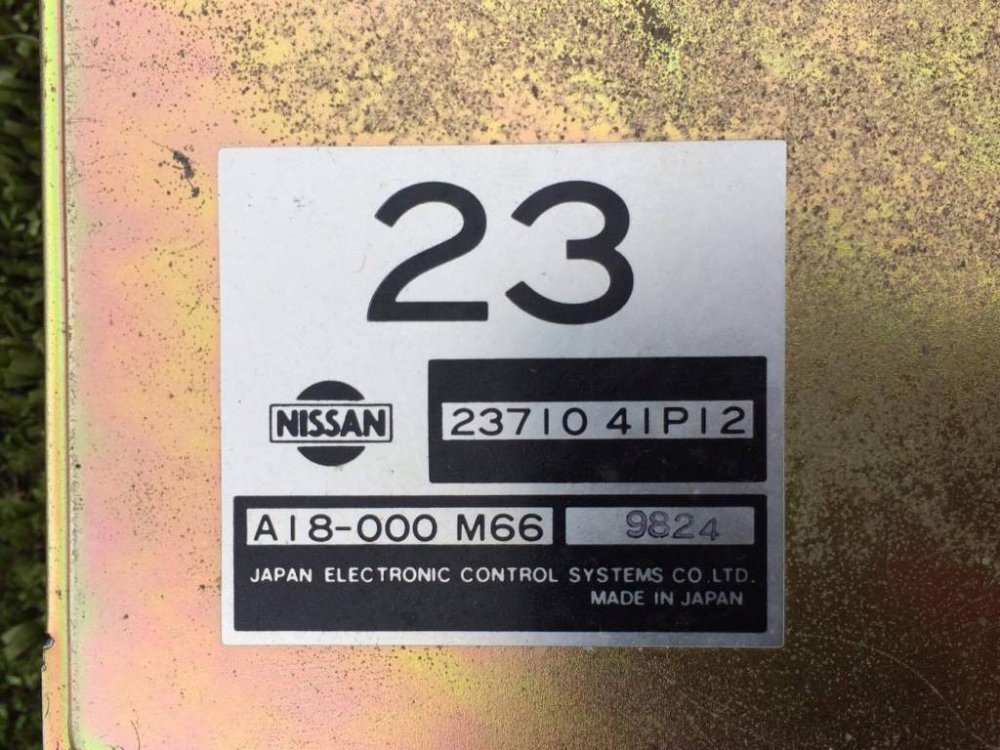 23
NISSAN
23710 41P12
A18-000 M66
9824
JAPAN ELECTRONIC CONTROL SYSTEMS CO.LTD.
MADE IN JAPAN